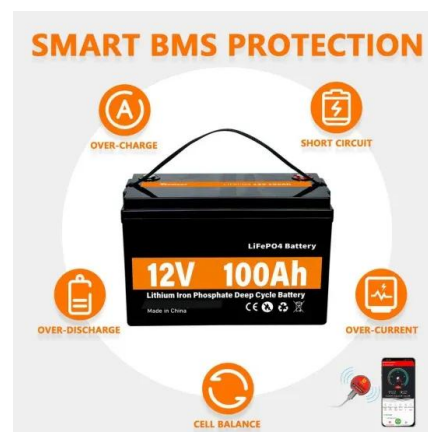 SMART BMS PROTECTION
A
OVER-CHARGE
SHORT CIRCUIT
LiFePO4 Battery
12V 100Ah
Lithium Iron Phosphate Deep Cycle Battery
Made in China
CE
OVER-DISCHARGE
OVER-CURRENT
CELL BALANCE